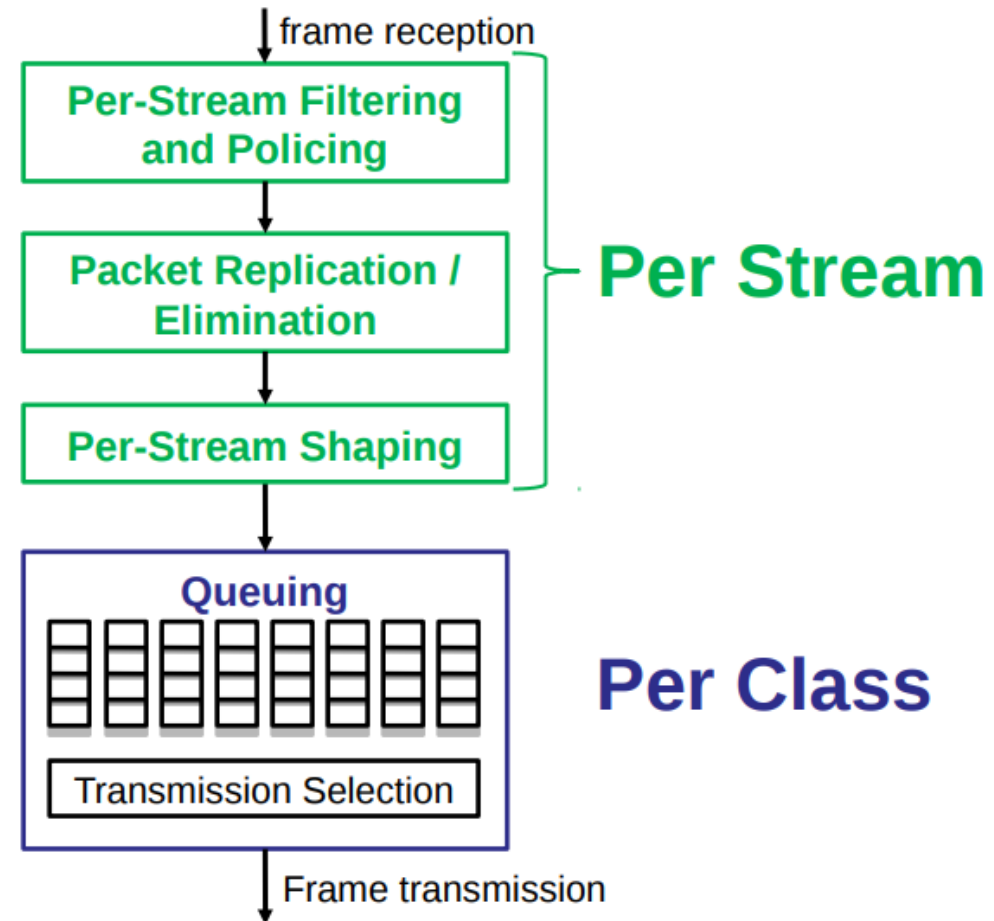 frame reception
Per-Stream Filtering
and Policing
Packet Replication /
Elimination
Per Stream
Per-Stream Shaping
Queuing
Per Class
Transmission Selection
Frame transmission